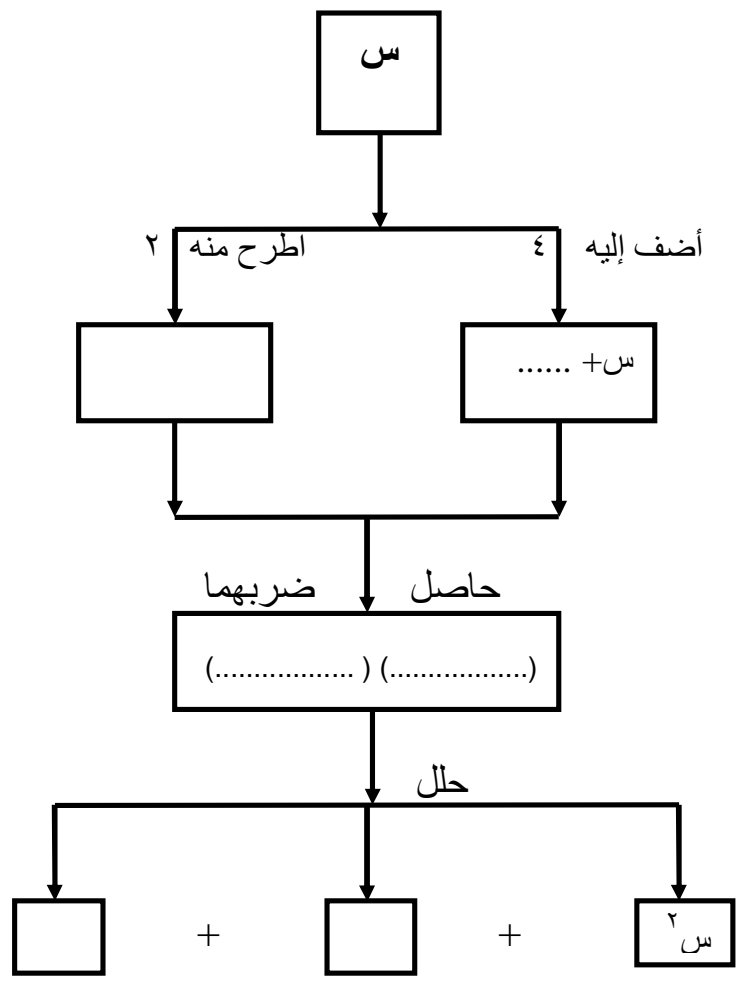 س
أضف إليه ٤
اطرح منه ٢
س+ ......
حاصل ضربهما
(.................) (.................)
حلل
س٢ + +